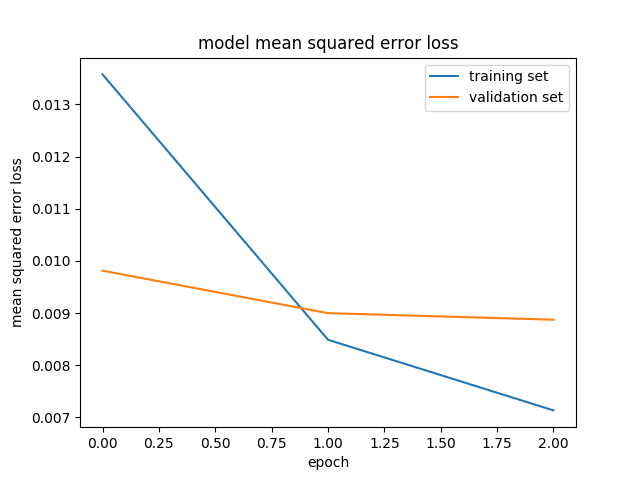 model mean squared error loss
training set
validation set
mean squared error loss
0.013
0.012
0.011
0.010
0.009
0.008
0.007
0.00 0.25 0.50 0.75 1.00 1.25 1.50 1.75 2.00
epoch